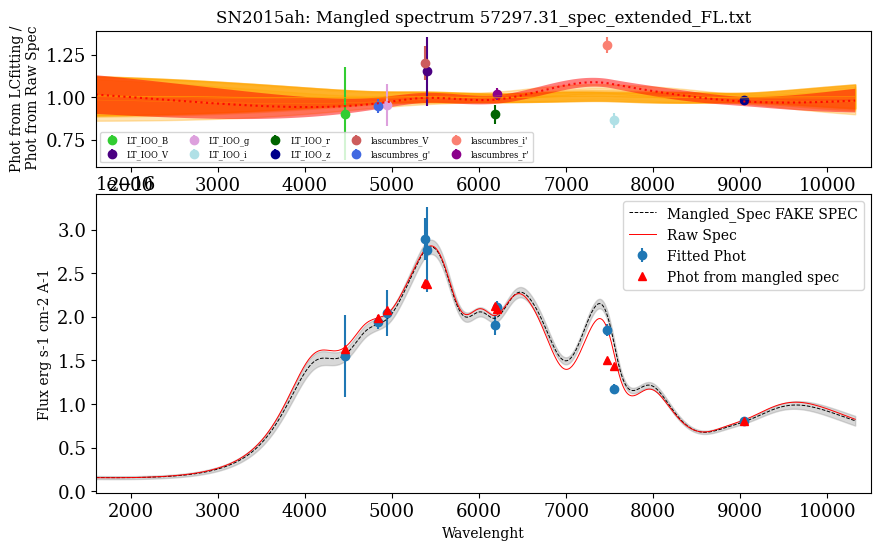 SN2015ah: Mangled spectrum 57297.31_spec_extended_FL.txt
Phot from LCfitting /
Phot from Raw Spec
1.25
1.00
0.75
LT_IOO_B
LT_IOO_V
LT_IOO_g
LT_IOO_i
LT_IOO_r
LT_IOO_z
lascumbres_V
lascumbres_g'
lascumbres_i'
lascumbres_r'
2000 3000 4000 5000 6000 7000 8000 9000 10000
1e−16
Flux erg s-1 cm-2 A-1
3.0
2.5
2.0
1.5
1.0
0.5
0.0
Mangled_Spec FAKE SPEC
Raw Spec
Fitted Phot
Phot from mangled spec
2000 3000 4000 5000 6000 7000 8000 9000 10000
Wavelenght